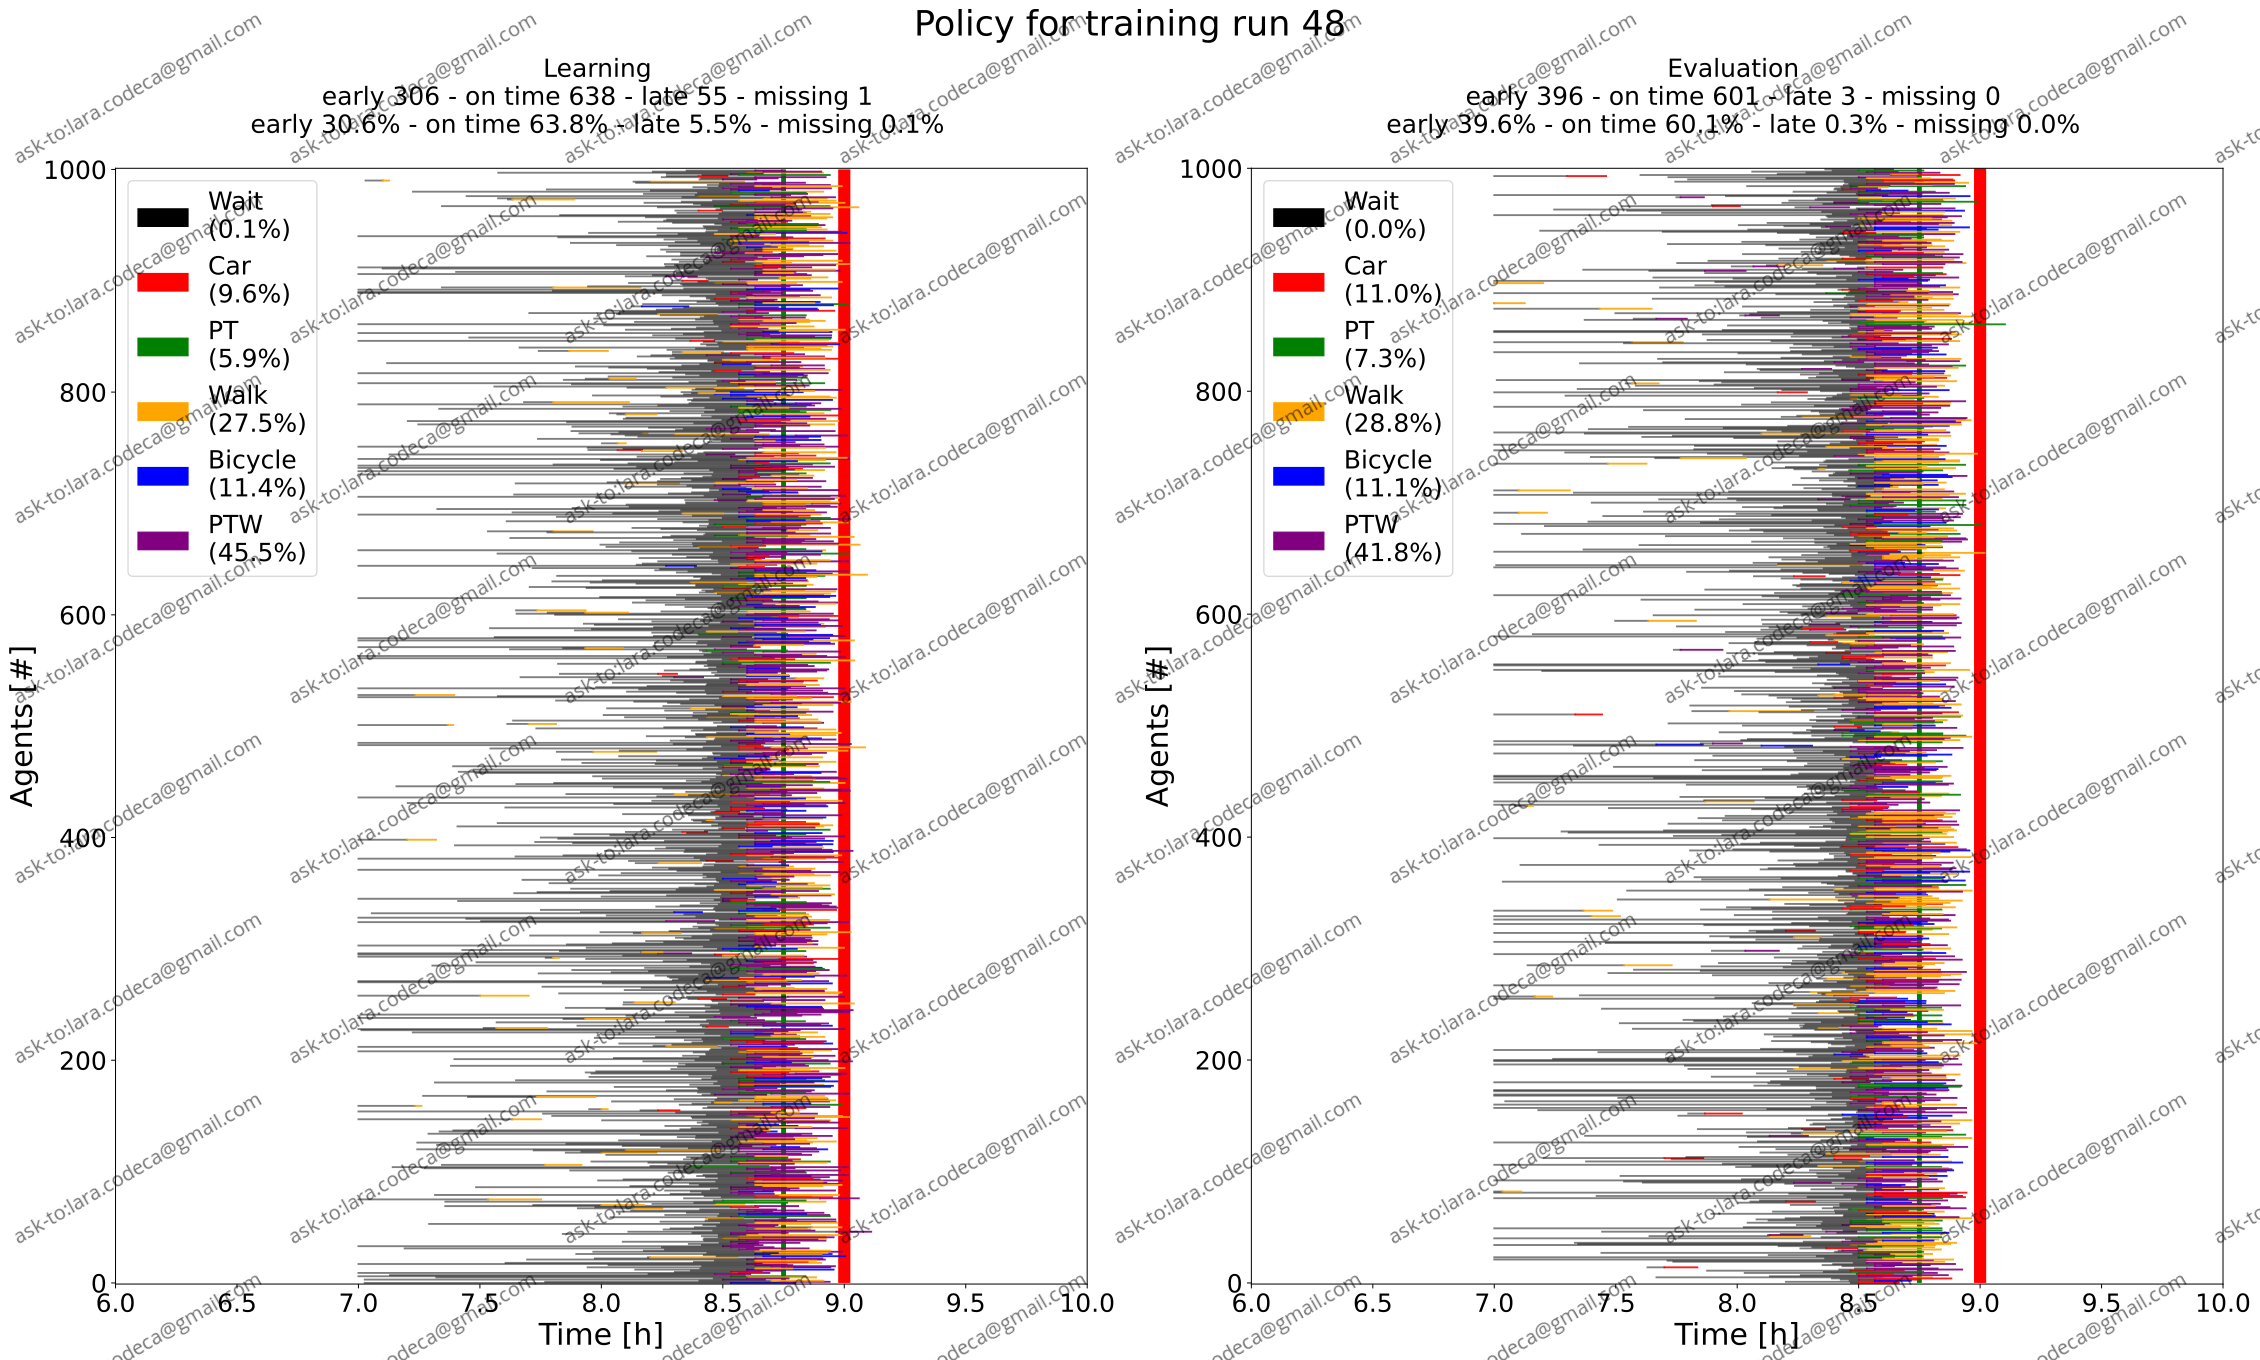 Policy for training run 48
Learning
early 306 - on time 638 - late 55 - missing 1
early 30.6% - on time 63.8% - late 5.5% - missing 0.1%
1000
800
600
400
200
0
Agents [#]
Wait
(0.1%)
Car
(9.6%)
PT
(5.9%)
Walk
(27.5%)
Bicycle
(11.4%)
PTW
(45.5%)
6.0 6.5 7.0 7.5 8.0 8.5 9.0 9.5 10.0
Time [h]
Evaluation
early 396 - on time 601 - late 3 - missing 0
early 39.6% - on time 60.1% - late 0.3% - missing 0.0%
1000
800
600
400
200
0
Agents [#]
Wait
(0.0%)
Car
(11.0%)
PT
(7.3%)
Walk
(28.8%)
Bicycle
(11.1%)
PTW
(41.8%)
6.0 6.5 7.0 7.5 8.0 8.5 9.0 9.5 10.0
Time [h]
ask-to:lara.codeca@gmail.com